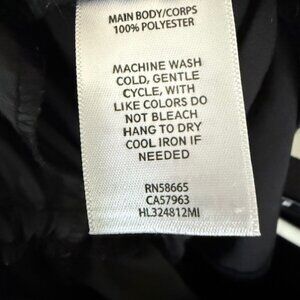 MAIN BODY/CORPS
100% POLYESTER
MACHINE WASH
COLD, GENTLE
CYCLE, WITH
LIKE COLORS DO
NOT BLEACH
HANG TO DRY
COOL IRON IF
NEEDED
RN58665
CA57963
HL324812MI